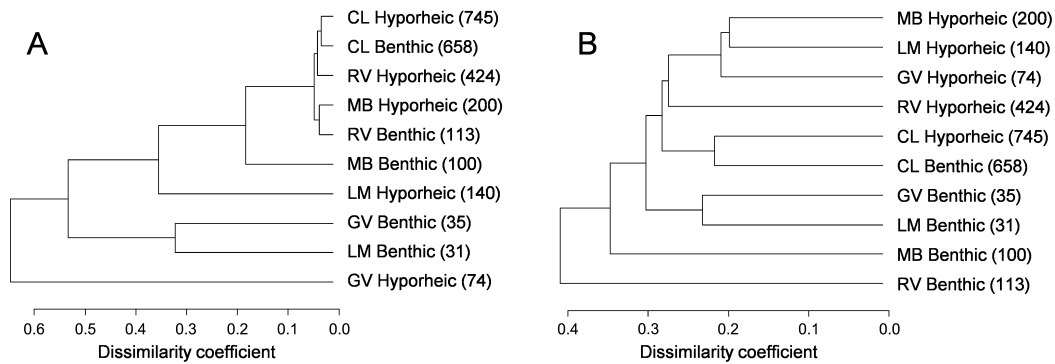 A
CL Hyporheic (745)
CL Benthic (658)
RV Hyporheic (424)
MB Hyporheic (200)
RV Benthic (113)
MB Benthic (100)
LM Hyporheic (140)
GV Benthic (35)
LM Benthic (31)
GV Hyporheic (74)
0.6 0.5 0.4 0.3 0.2 0.1 0.0
Dissimilarity coefficient
B
MB Hyporheic (200)
LM Hyporheic (140)
GV Hyporheic (74)
RV Hyporheic (424)
CL Hyporheic (745)
CL Benthic (658)
GV Benthic (35)
LM Benthic (31)
MB Benthic (100)
RV Benthic (113)
0.4 0.3 0.2 0.1 0.0
Dissimilarity coefficient